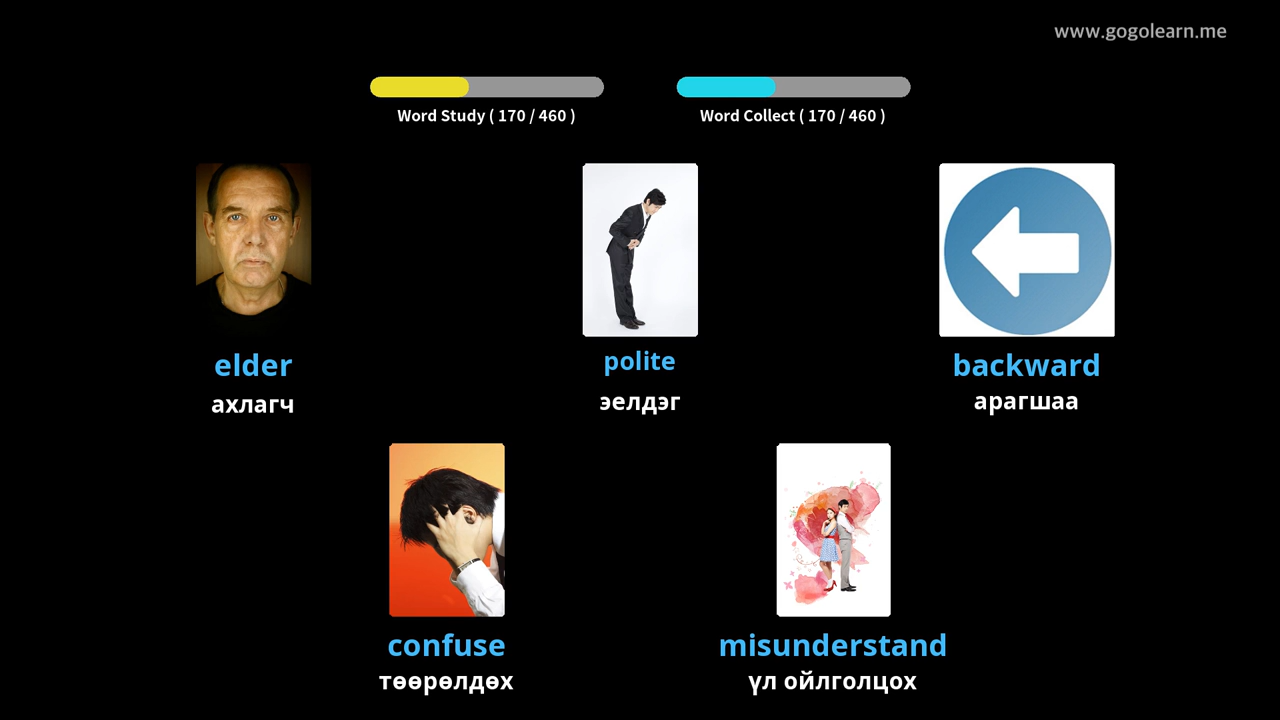 www.gogolearn.me
Word Study ( 170 / 460 )
Word Collect ( 170 / 460 )
elder
polite
backward
ахлагч
эелдэг
арагшаа
confuse
misunderstand
төөрөлдөх
үл ойлголцох